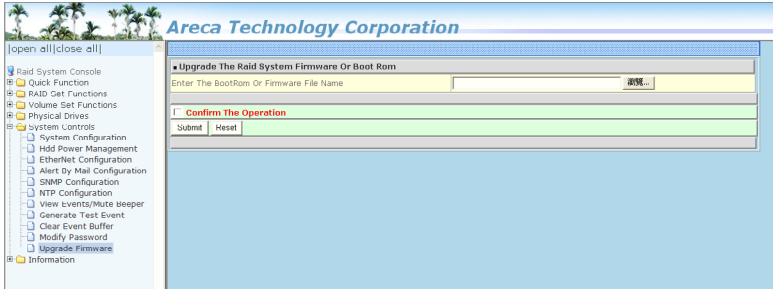 Areca Technology Corporation
|open all|close all|
Raid System Console
Quick Function
RAID Set Functions
Volume Set Functions
Physical Drives
System Controls
System Configuration
Hdd Power Management
EtherNet Configuration
Alert By Mail Configuration
SNMP Configuration
NTP Configuration
View Events/Mute Beeper
Generate Test Event
Clear Event Buffer
Modify Password
Upgrade Firmware
Information
Upgrade The Raid System Firmware Or Boot Rom
Enter The BootRom Or Firmware File Name
瀏覽...
Confirm The Operation
Submit Reset